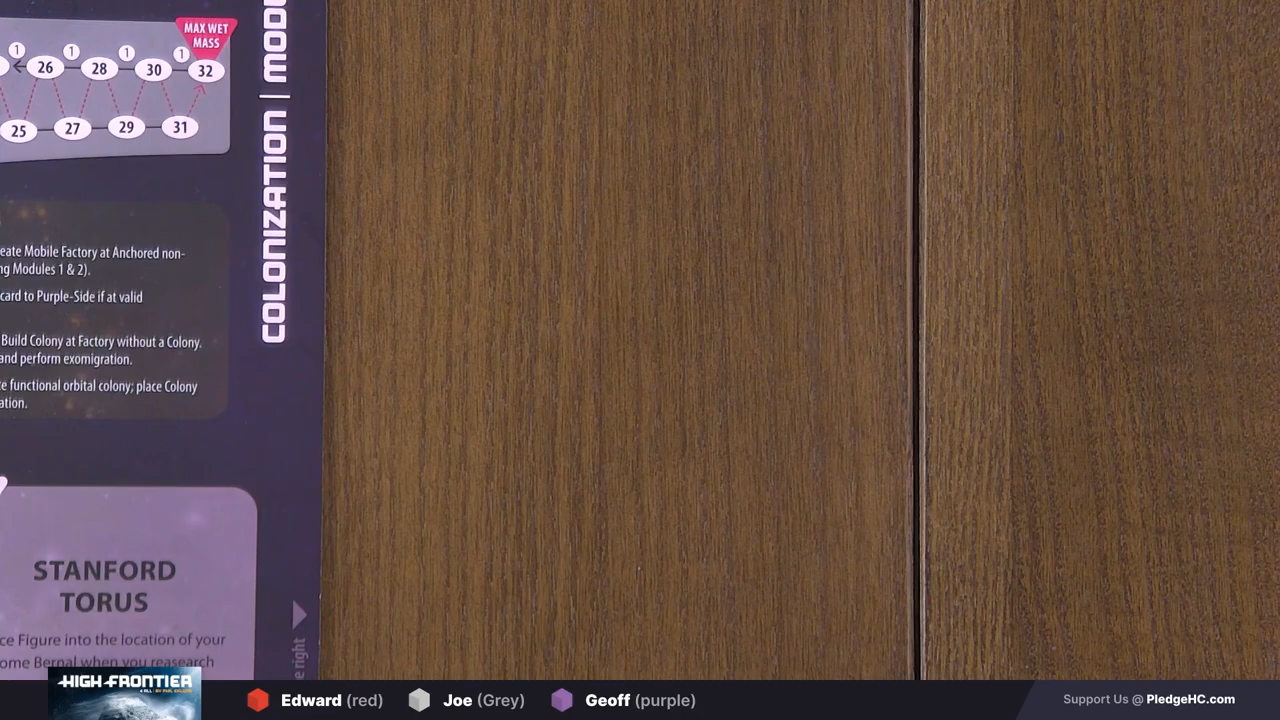 MAX WET
MASS
1 1 1 1
26 28 30 32
25 27 29 31
COLONIZATION |
eate Mobile Factory at Anchored non-
ng Modules 1 & 2).
card to Purple-Side if at valid
Build Colony at Factory without a Colony.
and perform exomigration.
e functional orbital colony; place Colony
ation.
STANFORD
TORUS
ce Figure into the location of your
ome Bernal when you reasearch
e right
HIGH FRONTIER
4 ALL
Edward (red) Joe (Grey) Geoff (purple)
Support Us @ PledgeHC.com